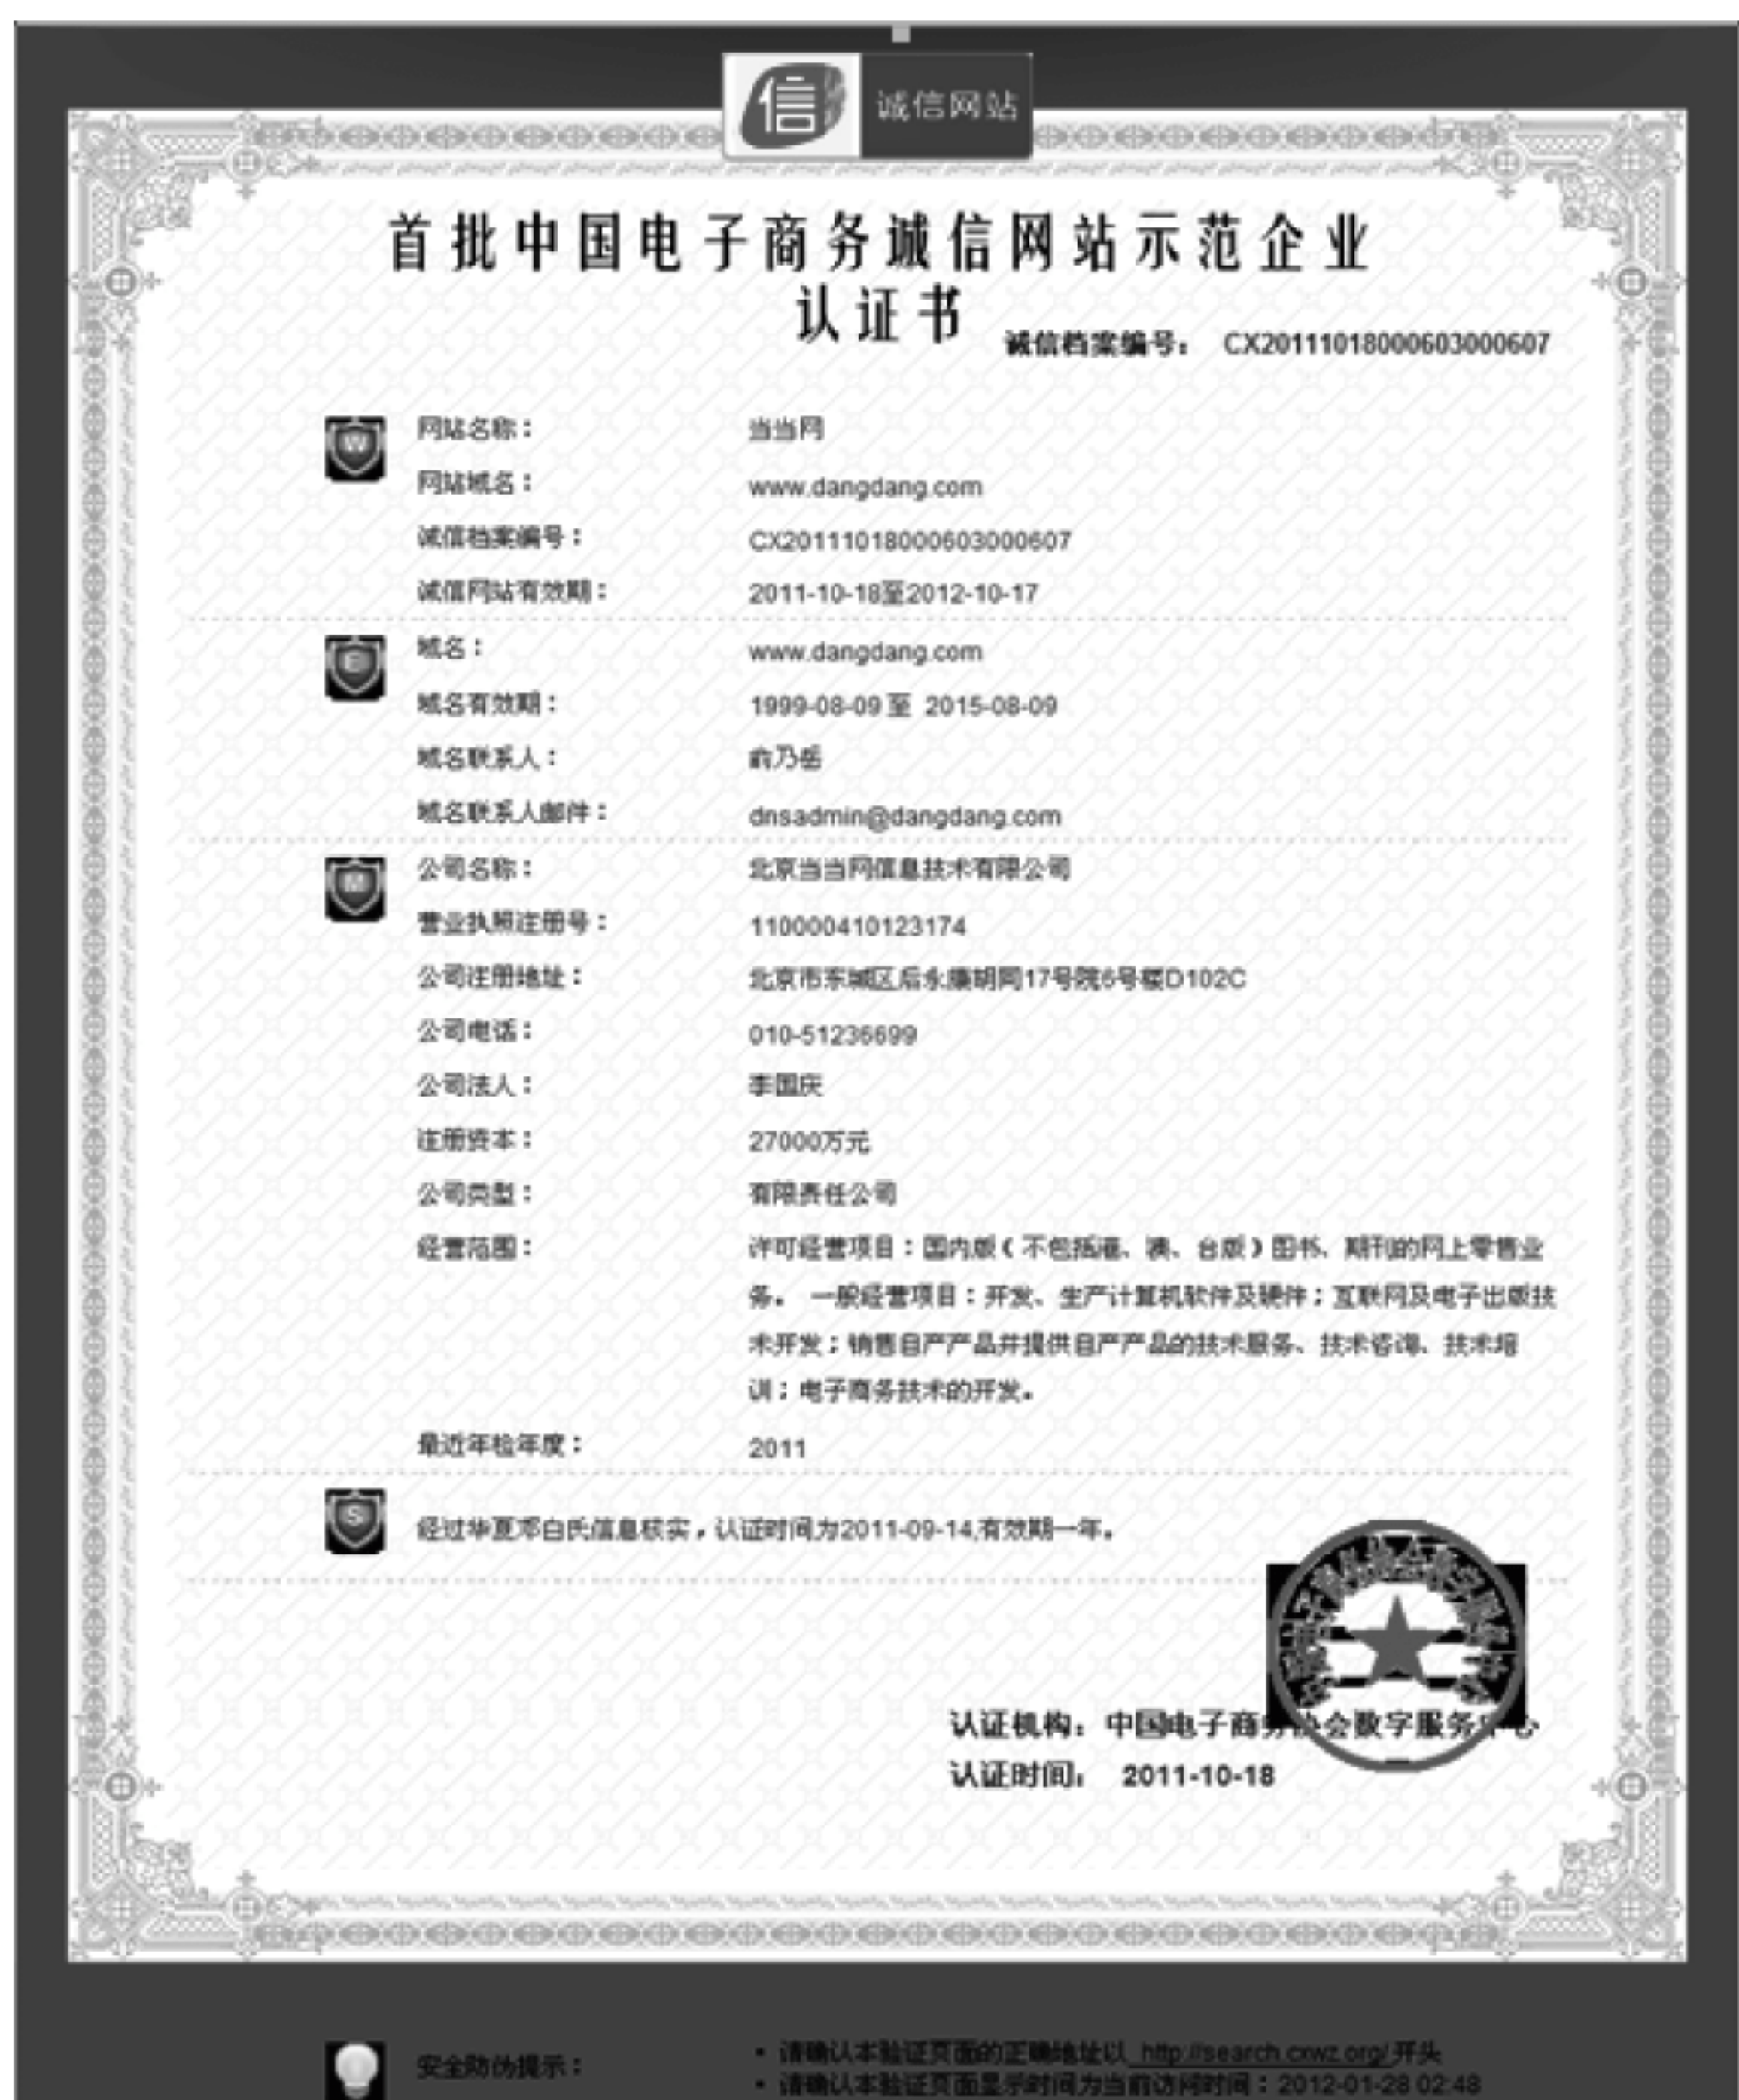 信 诚信网站
首批中国电子商务诚信网站示范企业
认证书
诚信档案编号： CX20111018000603000607
W
网站名称： 当当网
网站域名： www.dangdang.com
诚信档案编号： CX20111018000603000607
诚信网站有效期： 2011-10-18至2012-10-17
域名： www.dangdang.com
域名有效期： 1999-08-09 至 2015-08-09
域名联系人： 俞乃岳
域名联系人邮件： dnsadmin@dangdang.com
M
公司名称： 北京当当网信息技术有限公司
营业执照注册号： 110000410123174
公司注册地址： 北京市东城区后永康胡同17号院6号楼D102C
公司电话： 010-51236699
公司法人： 李国庆
注册资本： 27000万元
公司类型： 有限责任公司
经营范围： 许可经营项目：国内版（不包括港、澳、台版）图书、期刊的网上零售业
务。 一般经营项目：开发、生产计算机软件及硬件；互联网及电子出版技
术开发；销售自产产品并提供自产产品的技术服务、技术咨询、技术培
训；电子商务技术的开发。
最近年检年度： 2011
S
经过华夏邓白氏信息核实，认证时间为2011-09-14,有效期一年。
认证机构：中国电子商务协会数字服务中心
认证时间： 2011-10-18
安全防伪提示：
• 请确认本验证页面的正确地址以 http://search.cxwz.org/ 开头
• 请确认本验证页面显示时间为当前访问时间：2012-01-28 02:48